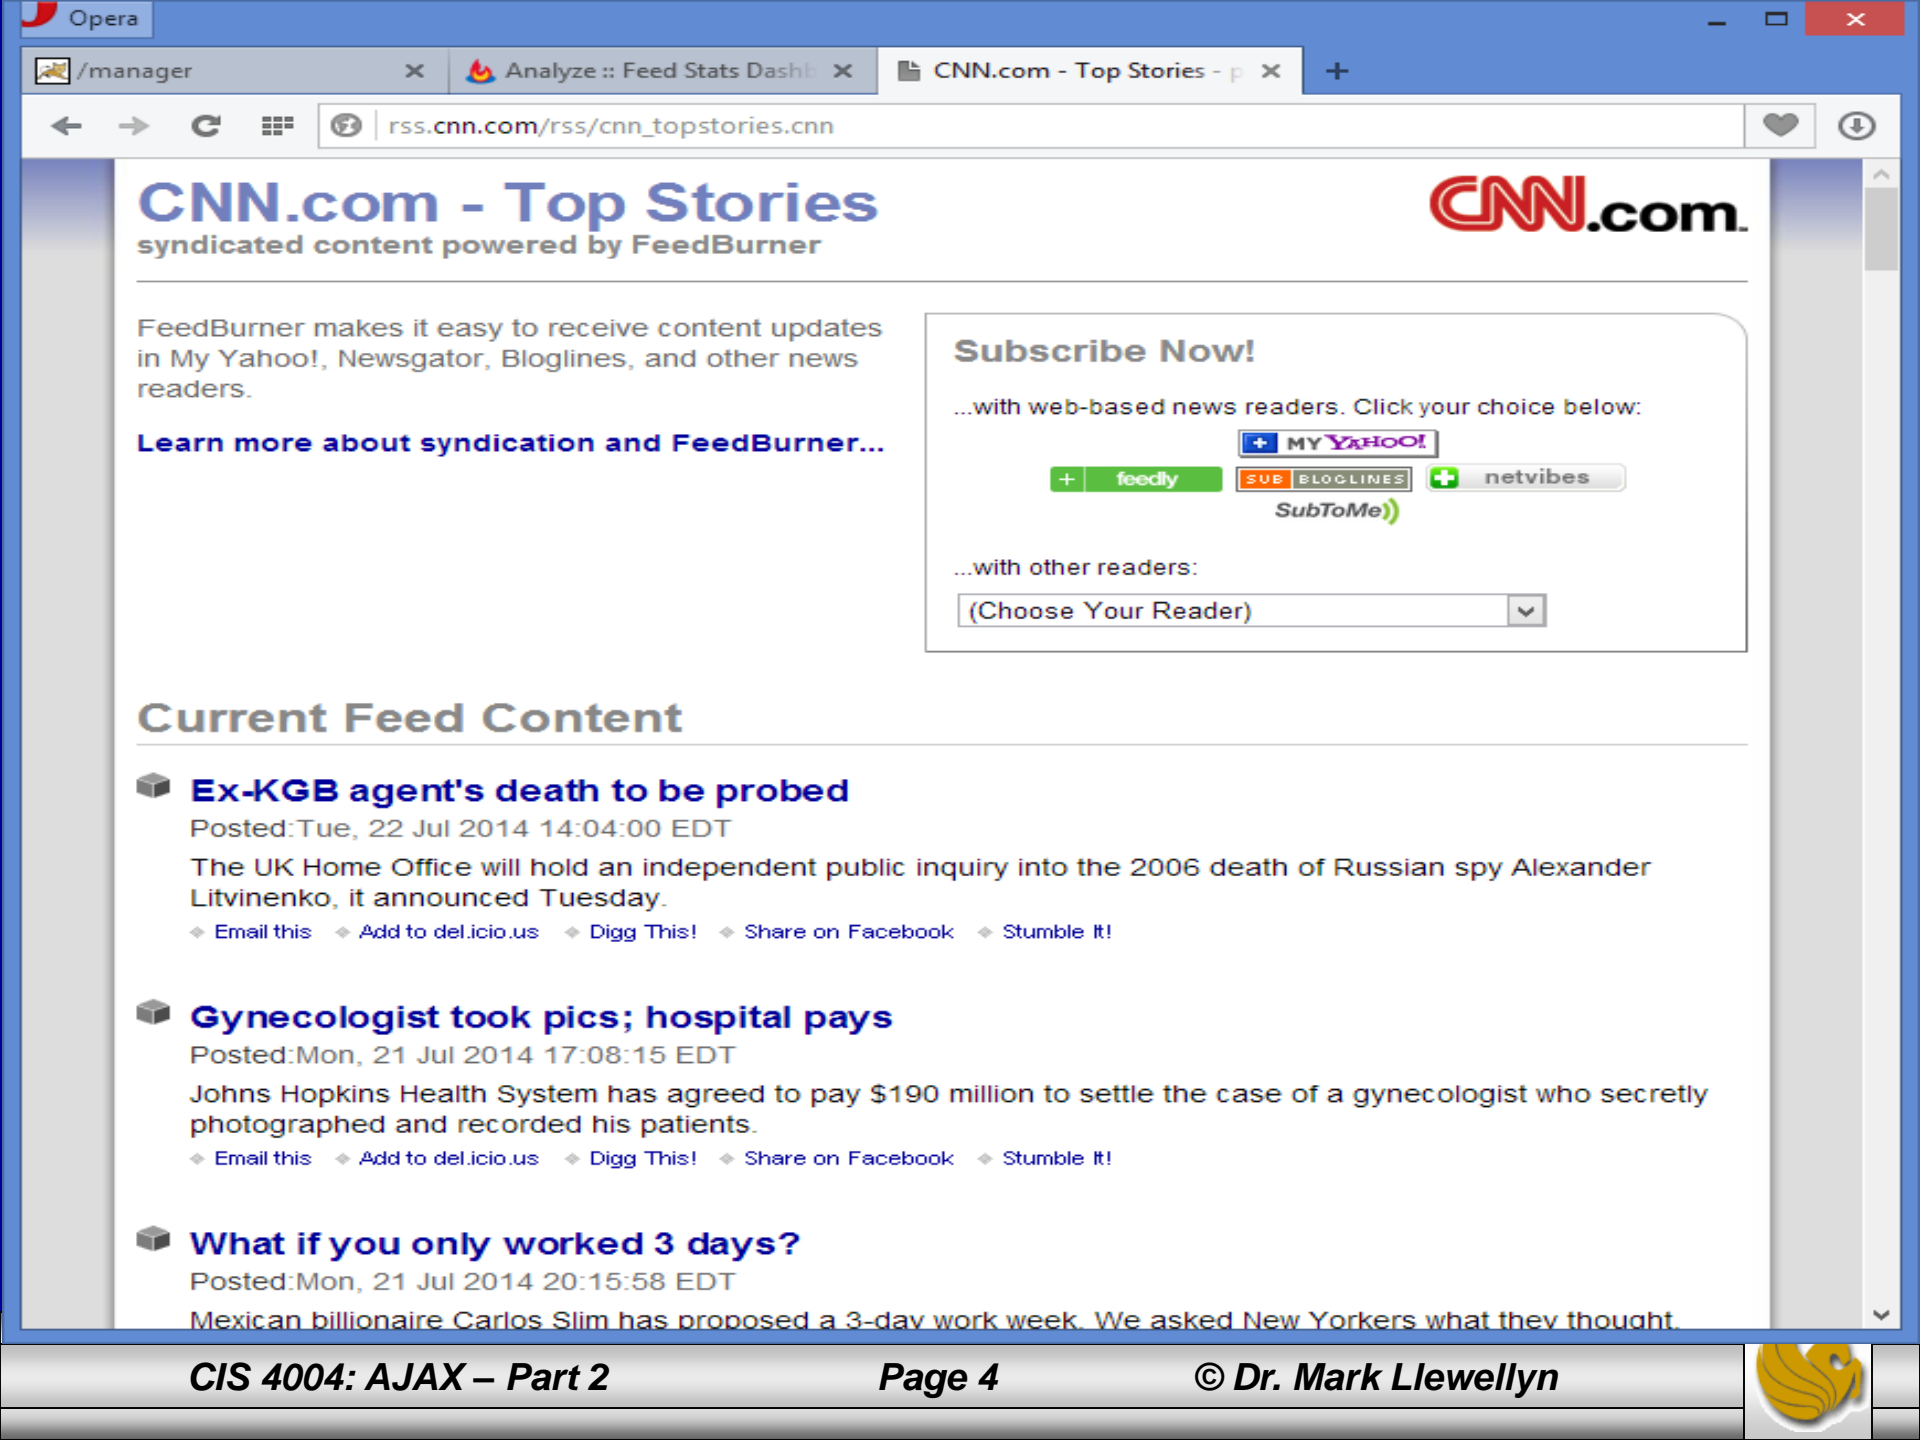 Opera
/manager
Analyze :: Feed Stats Dashb
CNN.com - Top Stories - p
rss.cnn.com/rss/cnn_topstories.cnn
CNN.com - Top Stories
syndicated content powered by FeedBurner
CNN.com.
FeedBurner makes it easy to receive content updates
in My Yahoo!, Newsgator, Bloglines, and other news
readers.
Learn more about syndication and FeedBurner...
Subscribe Now!
...with web-based news readers. Click your choice below:
MY YAHOO!
feedly
SUB BLOGLINES
netvibes
SubToMe
...with other readers:
(Choose Your Reader)
Current Feed Content
Ex-KGB agent's death to be probed
Posted:Tue, 22 Jul 2014 14:04:00 EDT
The UK Home Office will hold an independent public inquiry into the 2006 death of Russian spy Alexander
Litvinenko, it announced Tuesday.
Email this Add to del.icio.us Digg This! Share on Facebook Stumble It!
Gynecologist took pics; hospital pays
Posted:Mon, 21 Jul 2014 17:08:15 EDT
Johns Hopkins Health System has agreed to pay $190 million to settle the case of a gynecologist who secretly
photographed and recorded his patients.
Email this Add to del.icio.us Digg This! Share on Facebook Stumble It!
What if you only worked 3 days?
Posted:Mon, 21 Jul 2014 20:15:58 EDT
Mexican billionaire Carlos Slim has proposed a 3-day work week. We asked New Yorkers what they thought.
CIS 4004: AJAX – Part 2
Page 4
© Dr. Mark Llewellyn